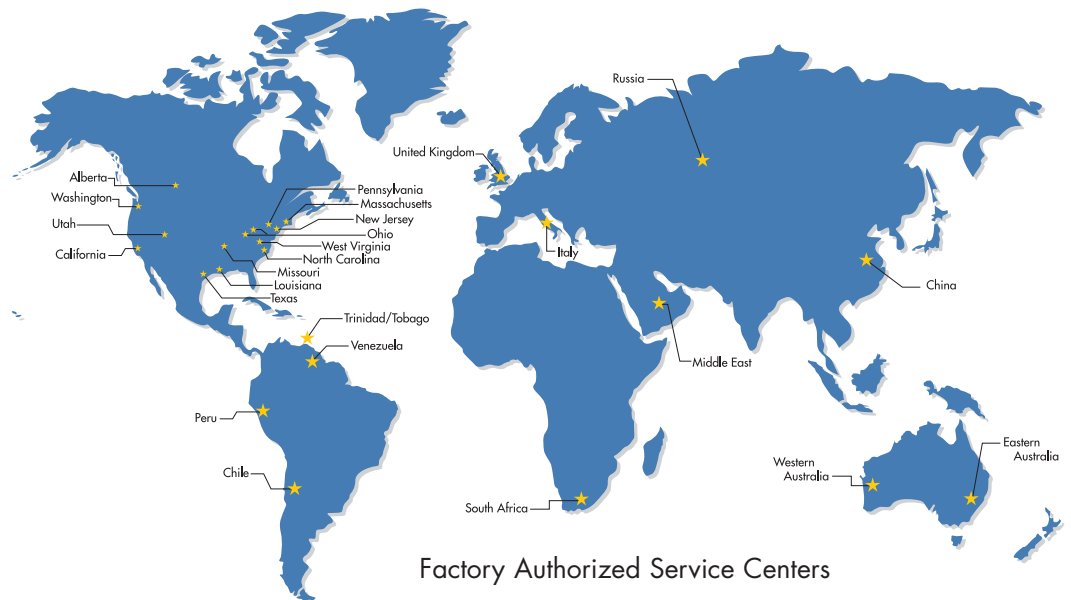 Russia
United Kingdom
Alberta
Washington
Utah
California
Pennsylvania
Massachusetts
New Jersey
Ohio
West Virginia
North Carolina
Missouri
Louisiana
Texas
Italy
China
Trinidad/Tobago
Venezuela
Middle East
Peru
Chile
South Africa
Western
Australia
Eastern
Australia
Factory Authorized Service Centers